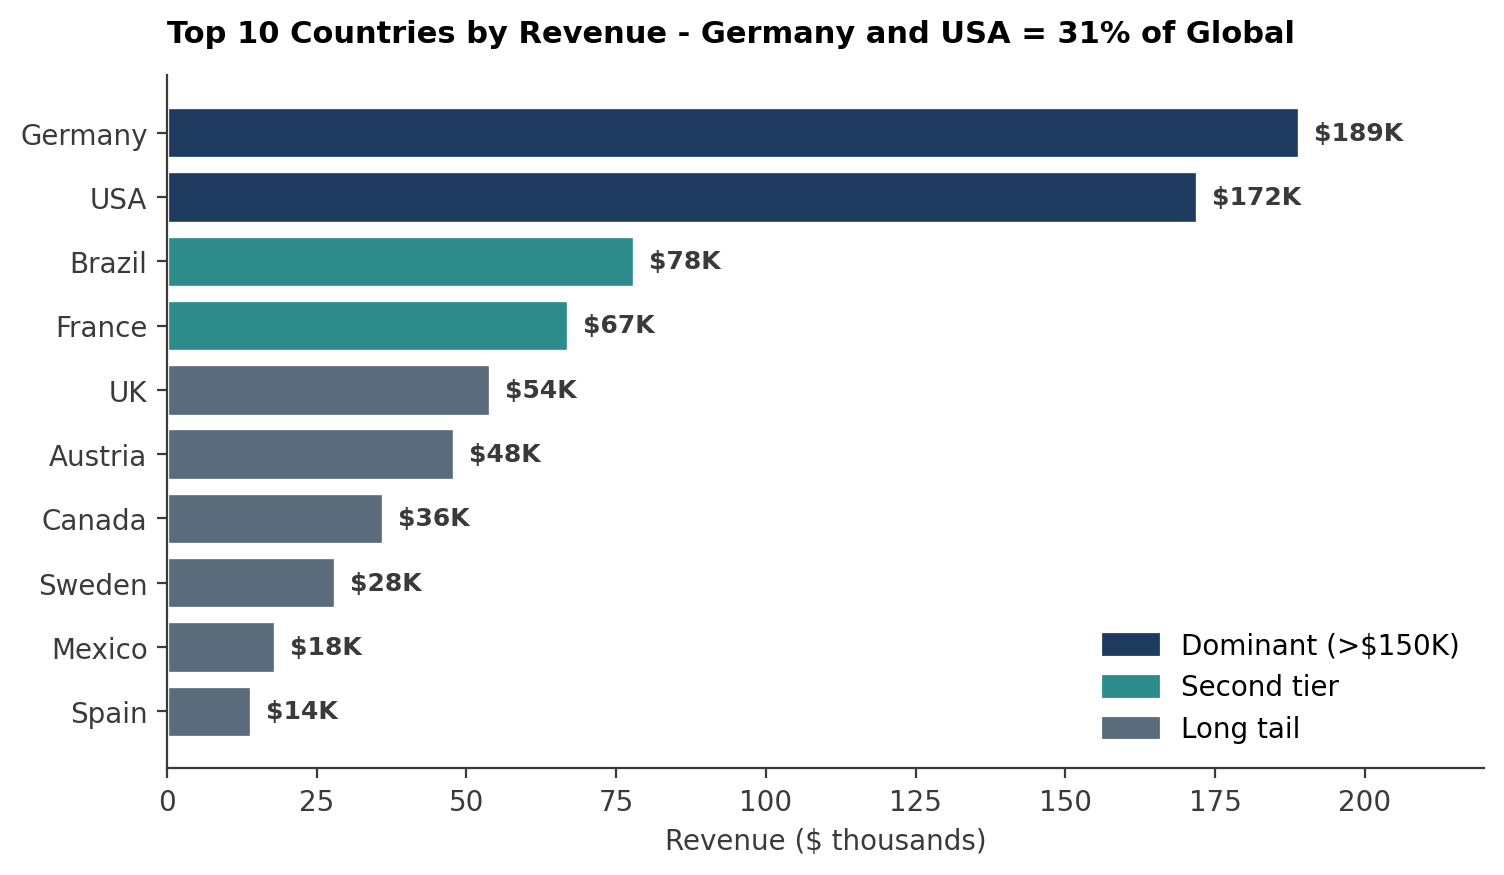 Top 10 Countries by Revenue - Germany and USA = 31% of Global
Germany $189K
USA $172K
Brazil $78K
France $67K
UK $54K
Austria $48K
Canada $36K
Sweden $28K
Mexico $18K
Spain $14K
Dominant (>$150K)
Second tier
Long tail
0 25 50 75 100 125 150 175 200
Revenue ($ thousands)